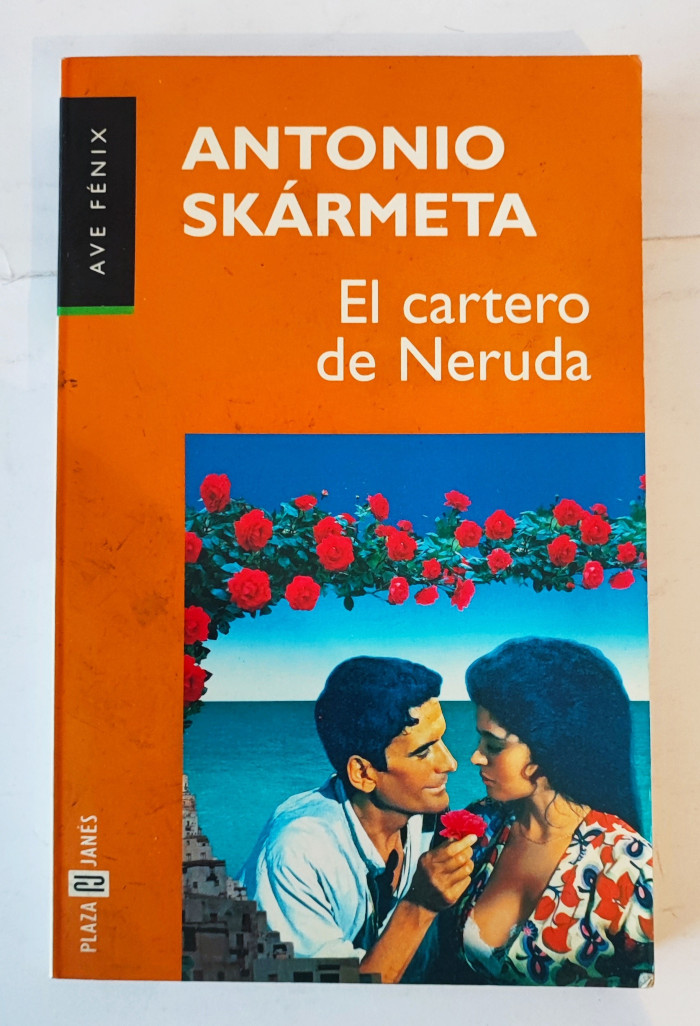 AVE FÉNIX
ANTONIO
SKÁRMETA
El cartero
de Neruda
PLAZA JANÉS